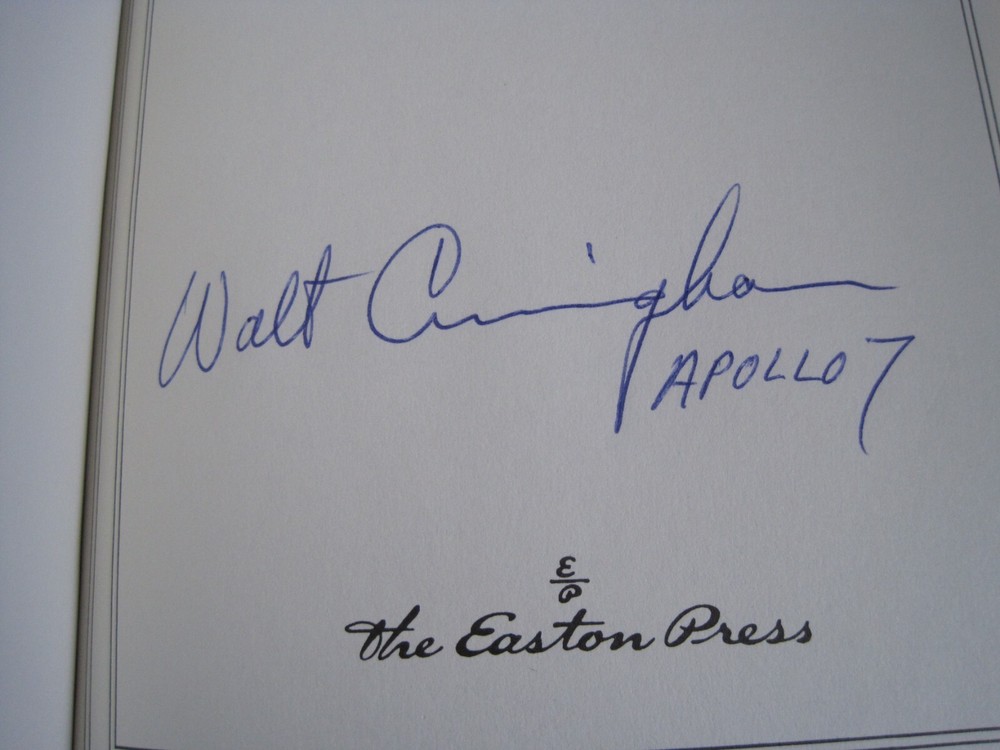 Walt Cunningham
APOLLO 7
E
P
The Easton Press